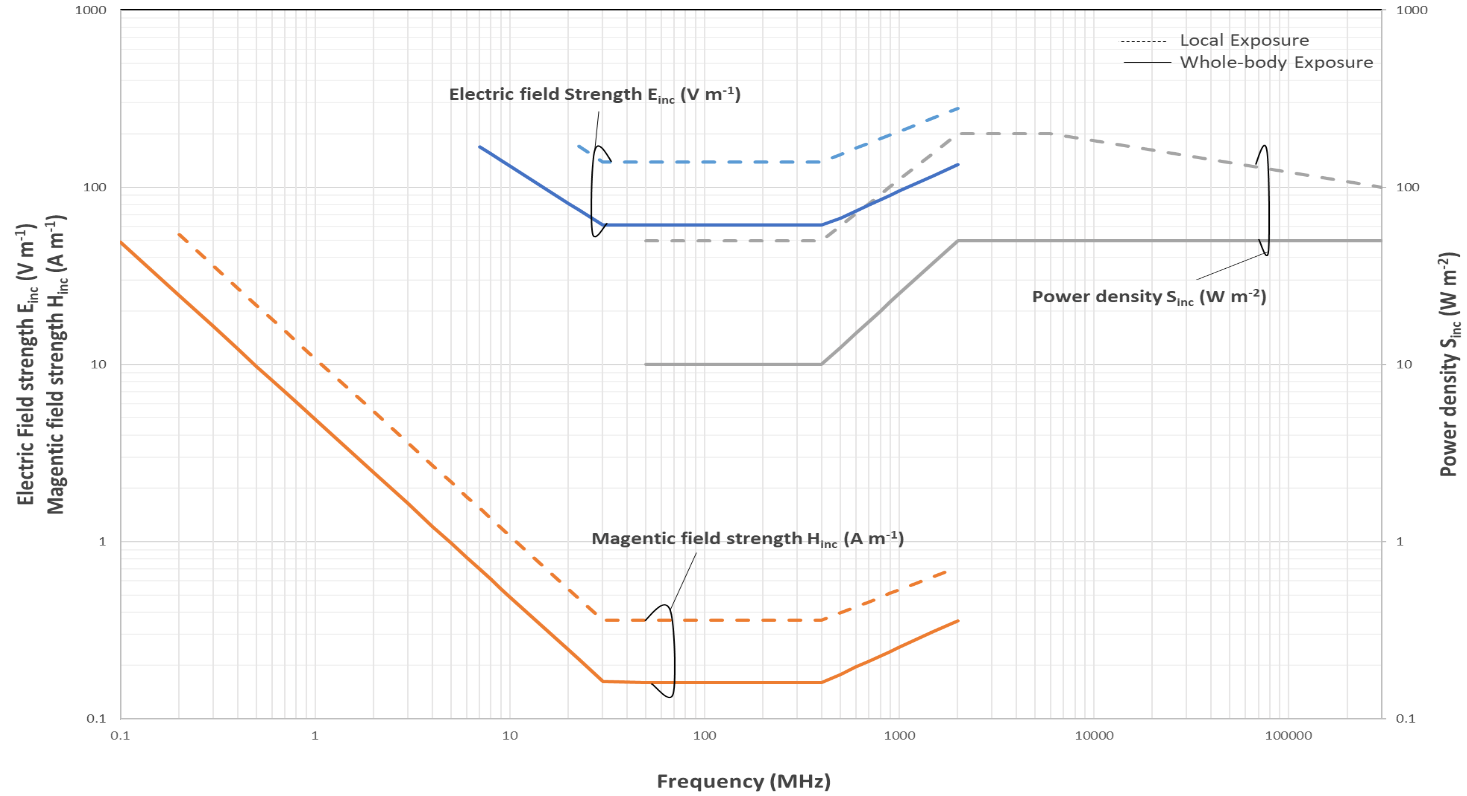 1000
1000
Local Exposure
Whole-body Exposure
Electric field Strength Einc (V m-1)
100
100
Electric Field strength Einc (V m-1)
Magentic field strength Hinc (A m-1)
Power density Sinc (W m-2)
Power density Sinc (W m-2)
10
10
Magentic field strength Hinc (A m-1)
1
1
0.1
0.1
0.1
1
10
100
1000
10000
100000
Frequency (MHz)